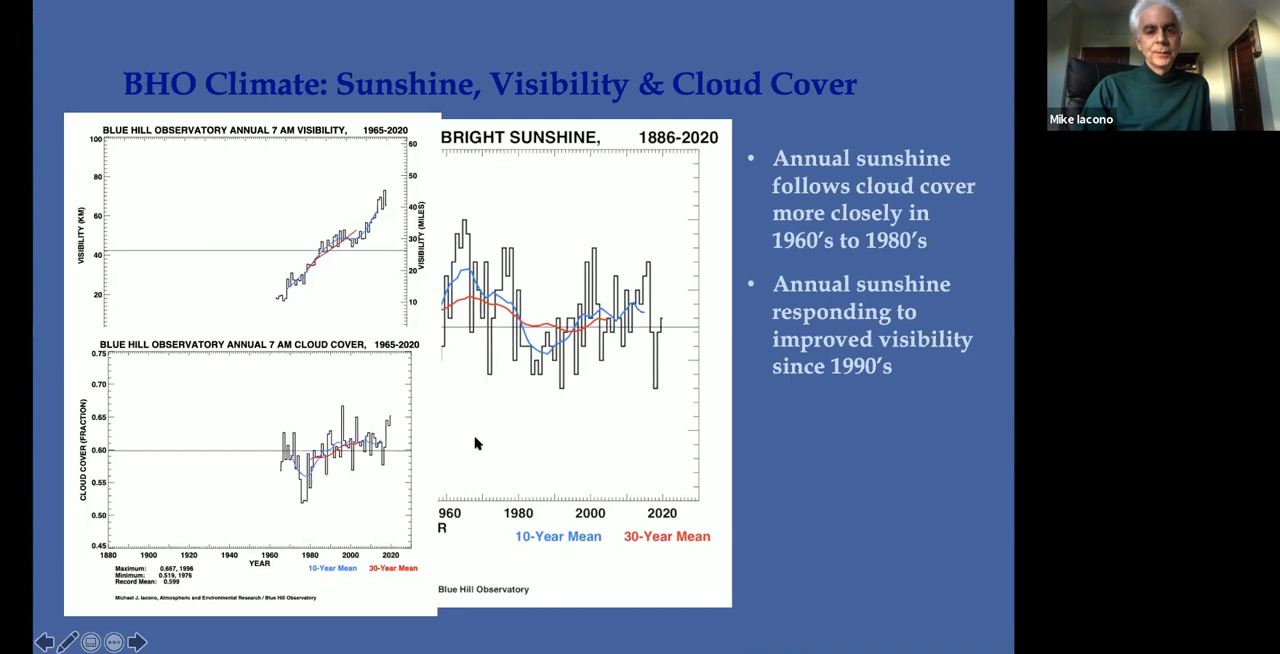 BHO Climate: Sunshine, Visibility & Cloud Cover
BLUE HILL OBSERVATORY ANNUAL 7 AM VISIBILITY, 1965-2020
100
80
60
40
20
VISIBILITY (KM)
60
50
40
30
20
10
VISIBILITY (MILES)
BLUE HILL OBSERVATORY ANNUAL 7 AM CLOUD COVER, 1965-2020
0.75
0.70
0.65
0.60
0.55
0.50
0.45
CLOUD COVER (FRACTION)
1880 1900 1920 1940 1960 1980 2000 2020
YEAR
Maximum: 0.667, 1996
Minimum: 0.519, 1976
Record Mean: 0.599
10-Year Mean 30-Year Mean
Michael J. Iacono, Atmospheric and Environmental Research / Blue Hill Observatory
BRIGHT SUNSHINE, 1886-2020
960 1980 2000 2020
R
10-Year Mean 30-Year Mean
Blue Hill Observatory
• Annual sunshine
follows cloud cover
more closely in
1960's to 1980's
• Annual sunshine
responding to
improved visibility
since 1990's
Mike Iacono